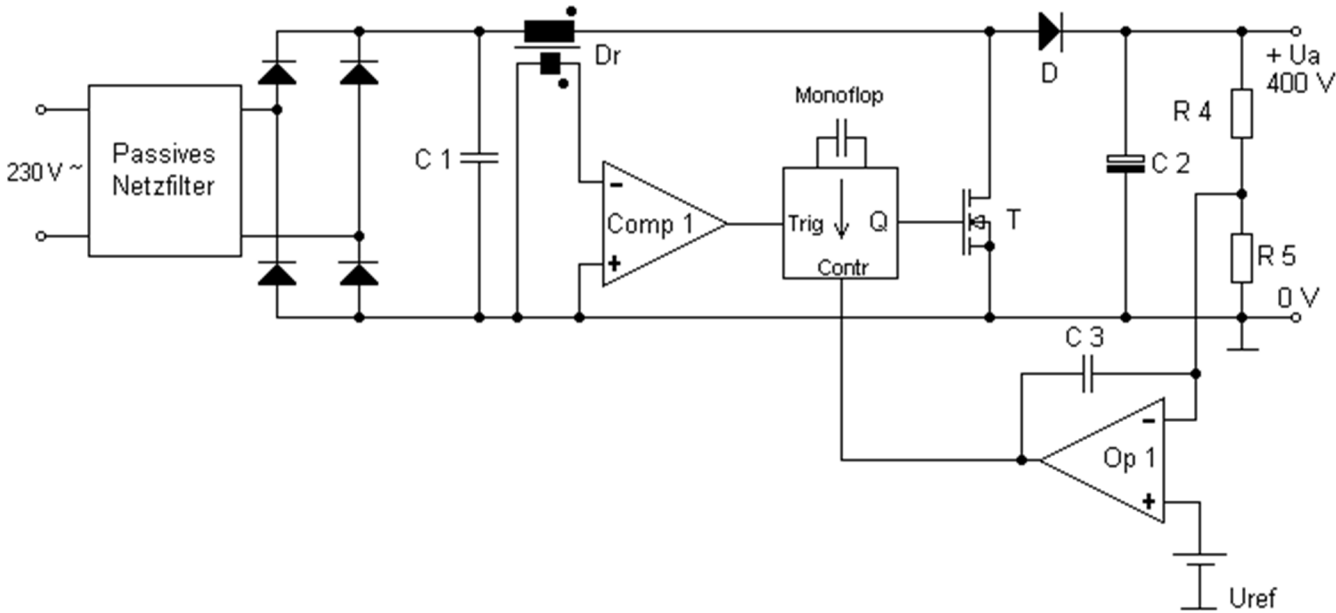 230 V ~
Passives
Netzfilter
C 1
Dr
-
+
Comp 1
Monoflop
Trig
Q
Contr
T
D
C 2
+ Ua
400 V
R 4
R 5
0 V
C 3
-
Op 1
+
Uref